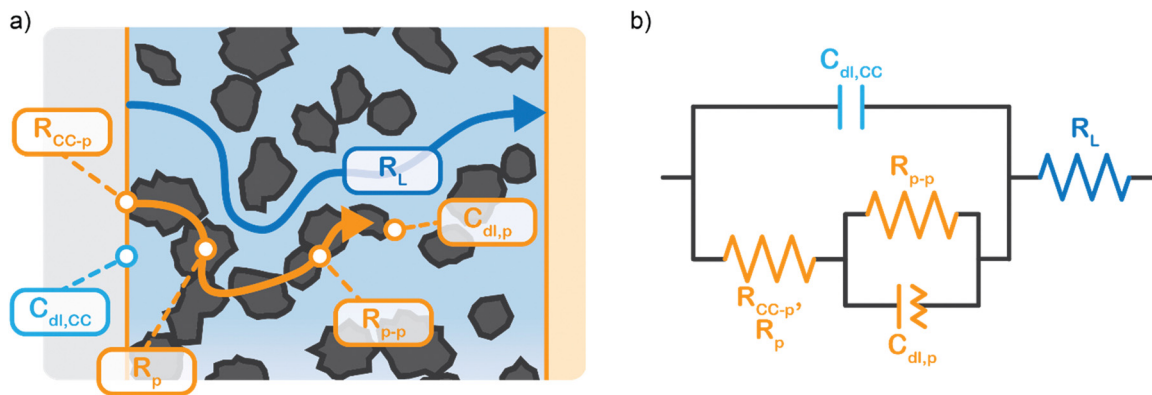 a)
R_CC-p
R_L
C_dl,p
C_dl,CC
R_p-p
R_p
b)
C_dl,CC
R_L
R_p-p
R_CC-p,
R_p
C_dl,p